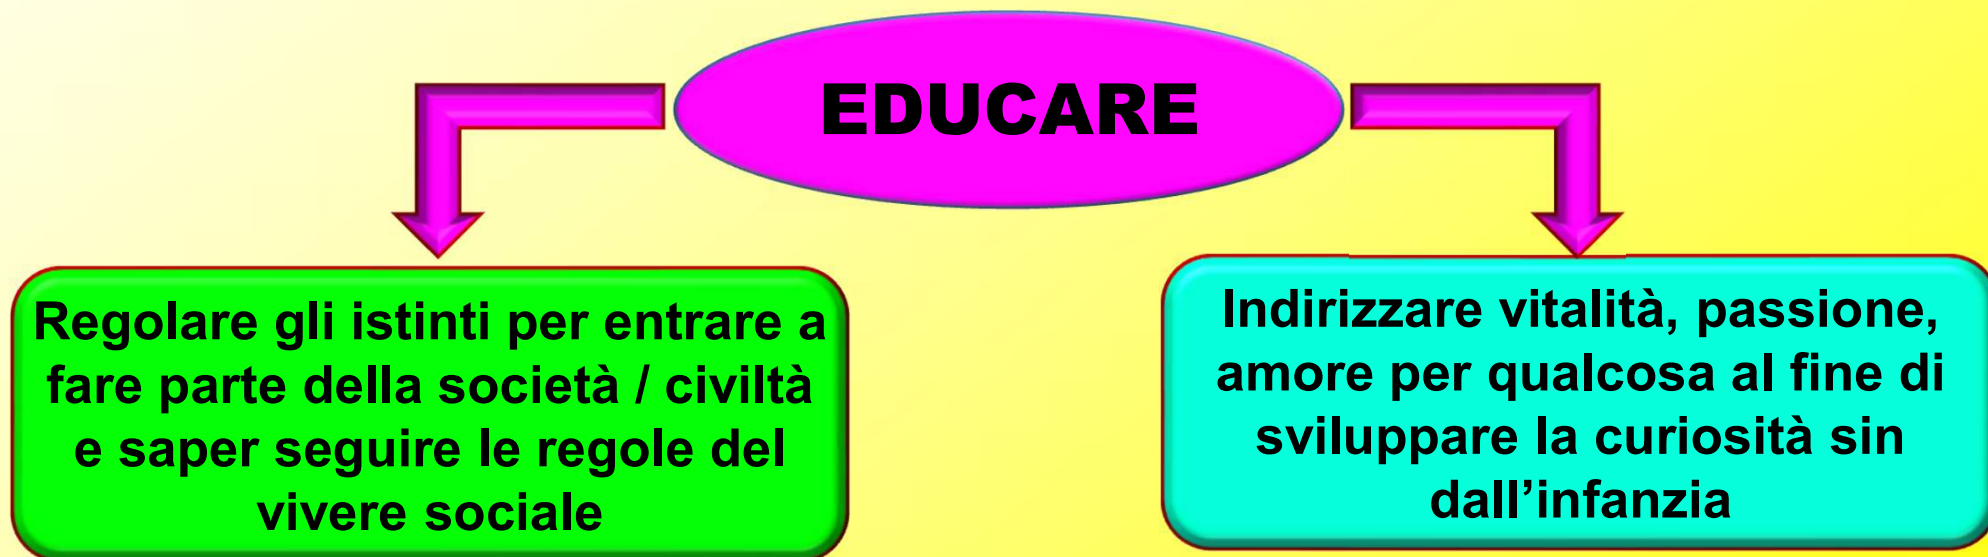 EDUCARE
Regolare gli istinti per entrare a
fare parte della società / civiltà
e saper seguire le regole del
vivere sociale
Indirizzare vitalità, passione,
amore per qualcosa al fine di
sviluppare la curiosità sin
dall’infanzia